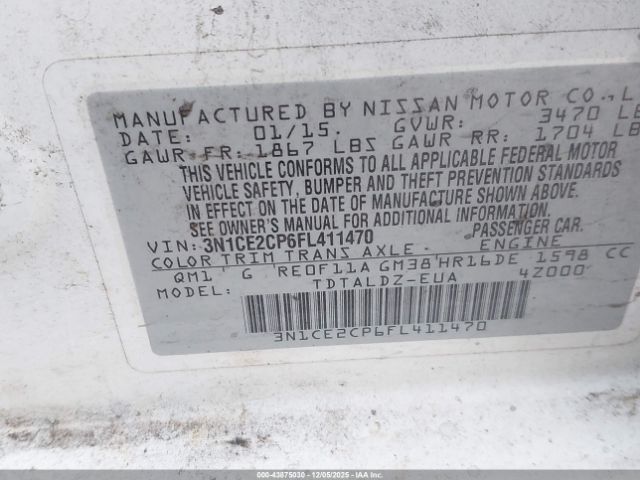 MANUFACTURED BY NISSAN MOTOR CO., L
DATE: 01/15. GVWR: 3470 LB
GAWR FR: 1867 LBS GAWR RR: 1704 LB
THIS VEHICLE CONFORMS TO ALL APPLICABLE FEDERAL MOTOR
VEHICLE SAFETY, BUMPER AND THEFT PREVENTION STANDARDS
IN EFFECT ON THE DATE OF MANUFACTURE SHOWN ABOVE.
SEE OWNER'S MANUAL FOR ADDITIONAL INFORMATION.
VIN: 3N1CE2CP6FL411470 PASSENGER CAR.
COLOR TRIM TRANS AXLE ENGINE
QM1 G RE0F11A GM38 HR16DE 1598 CC
MODEL: TDTALDZ-EUA 4Z000
3N1CE2CP6FL411470
000-43875030 - 12/05/2025 - IAAI.COM